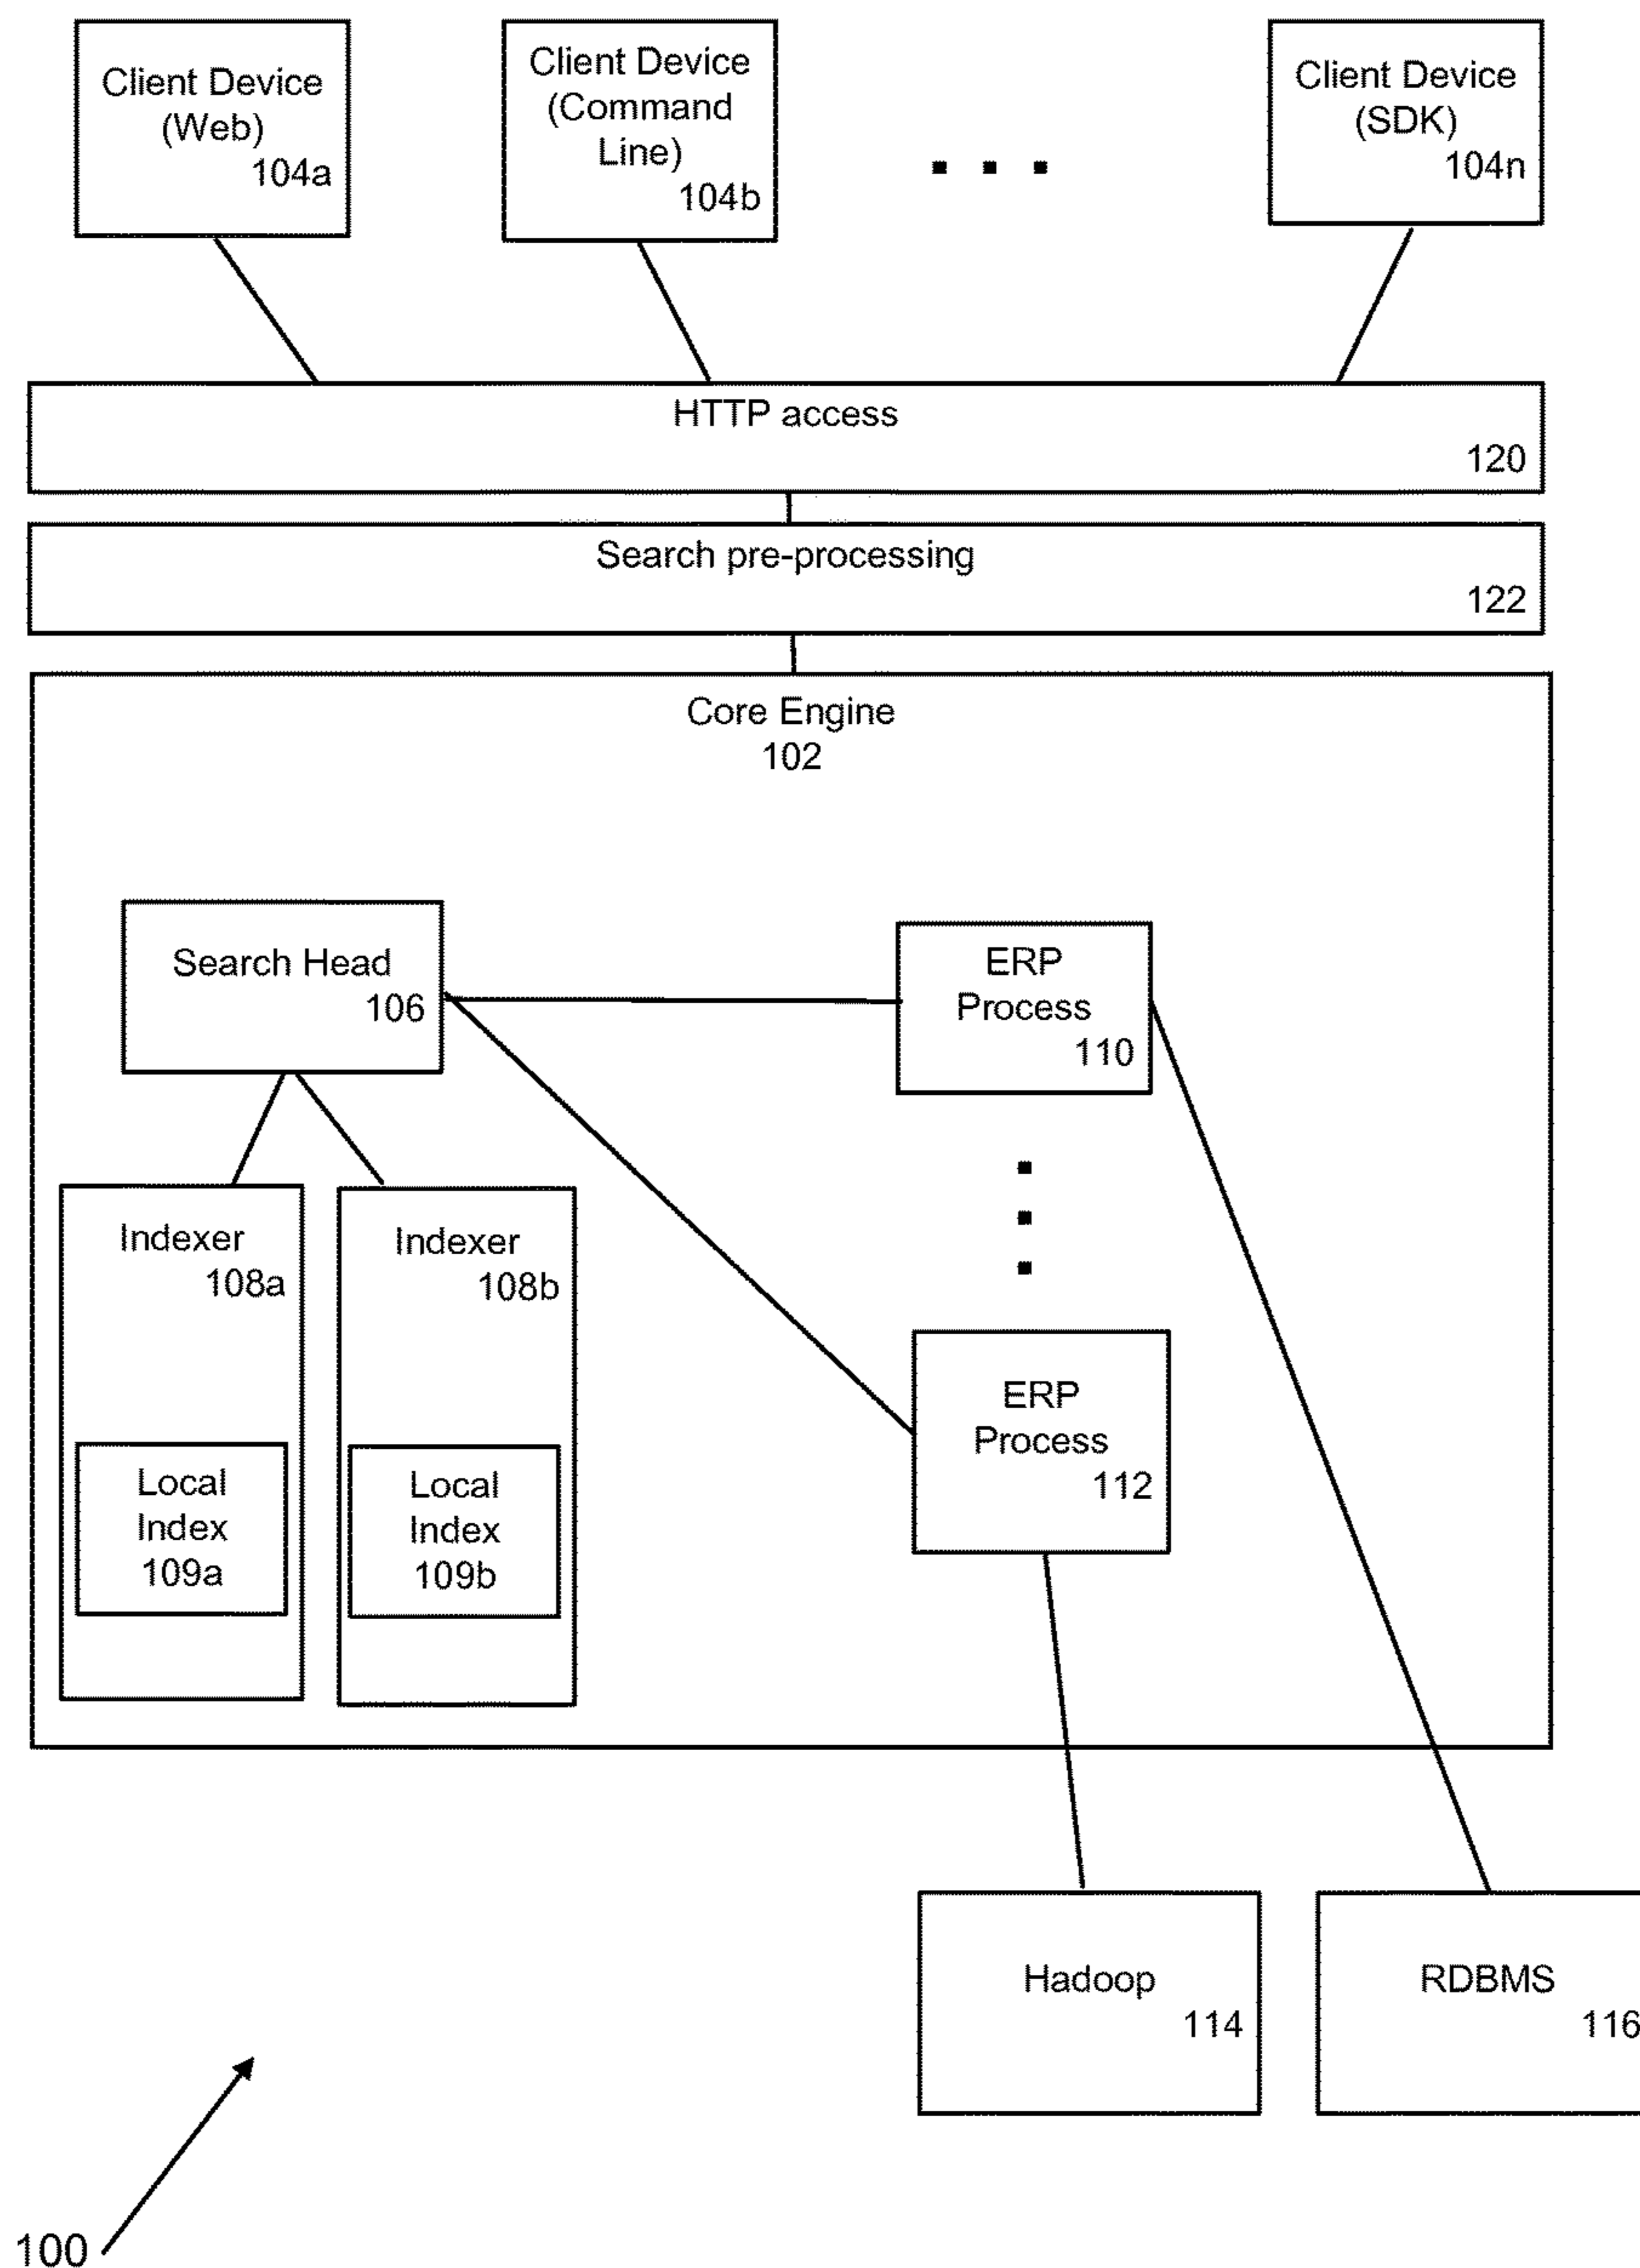 Client Device
(Web)
104a
Client Device
(Command
Line)
104b
Client Device
(SDK)
104n
HTTP access
120
Search pre-processing
122
Core Engine
102
Search Head
106
ERP
Process
110
Indexer
108a
Indexer
108b
ERP
Process
112
Local
Index
109a
Local
Index
109b
Hadoop
114
RDBMS
116
100